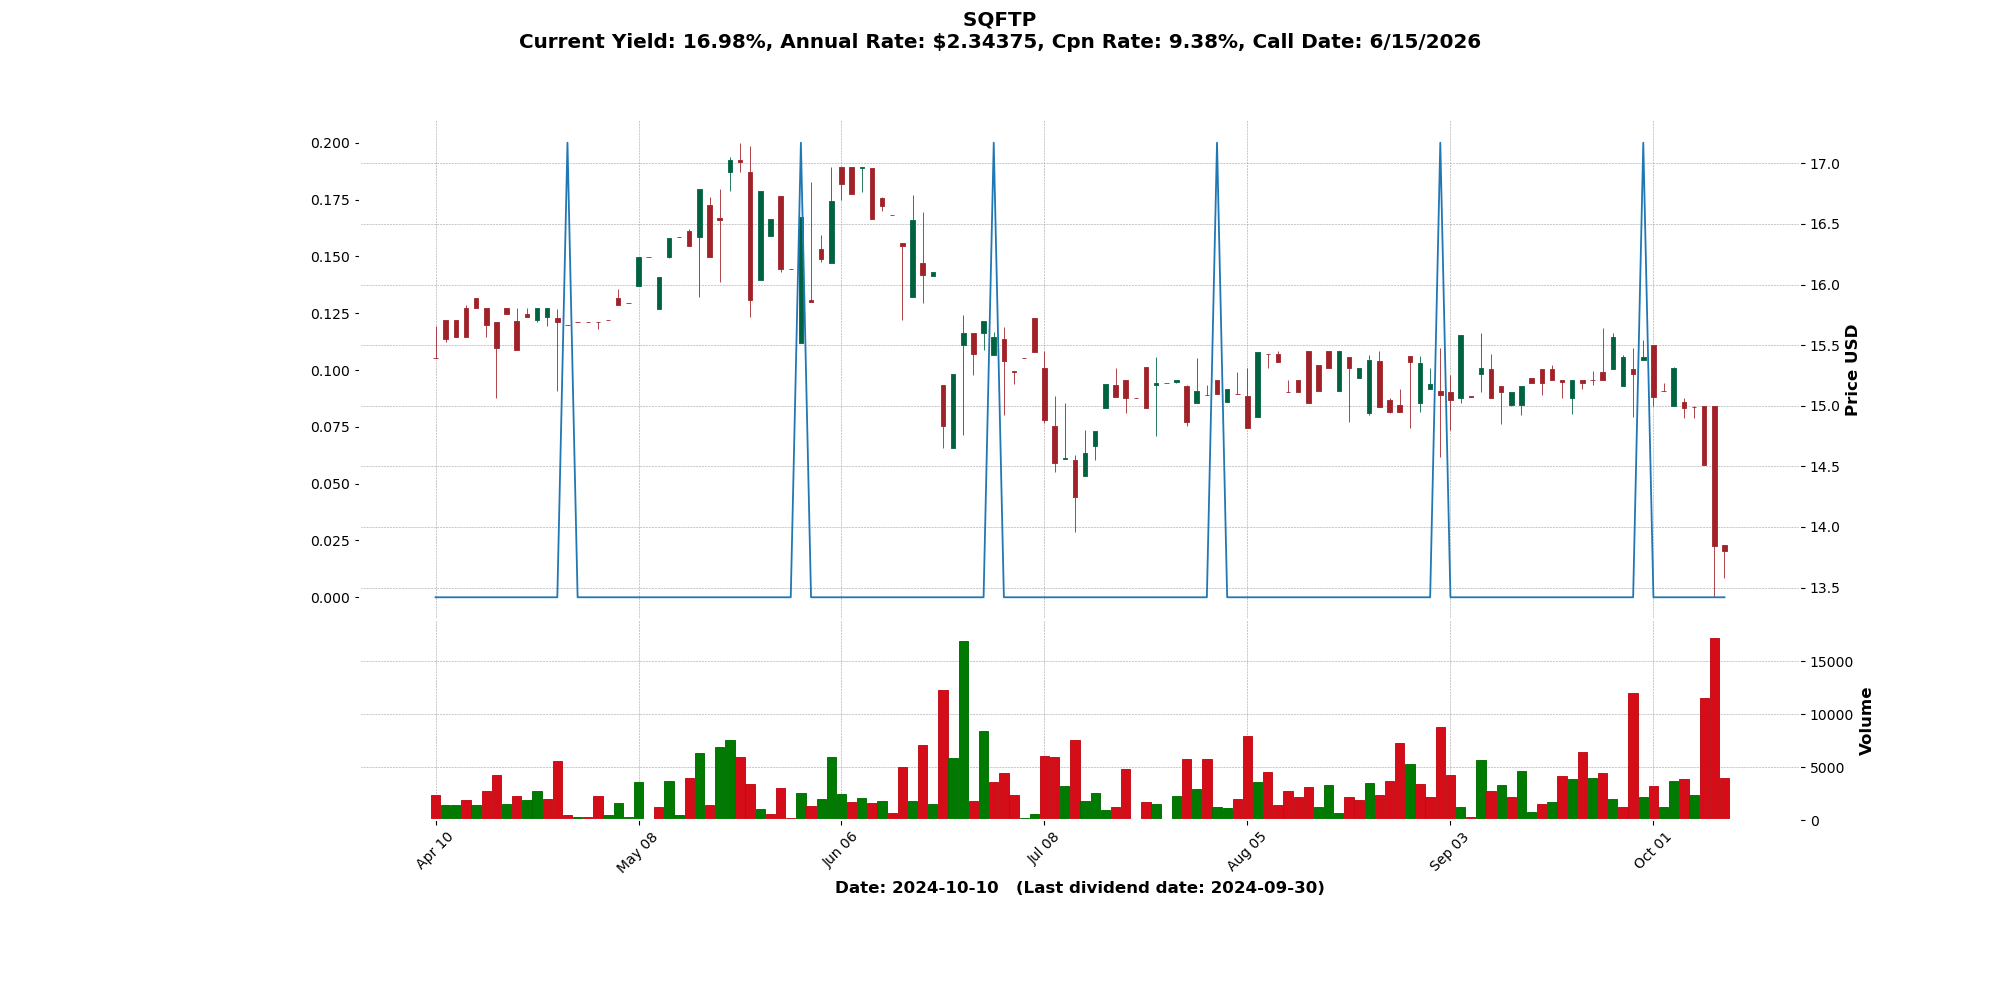 SQFTP
Current Yield: 16.98%, Annual Rate: $2.34375, Cpn Rate: 9.38%, Call Date: 6/15/2026
0.200
0.175
0.150
0.125
0.100
0.075
0.050
0.025
0.000
17.0
16.5
16.0
15.5
15.0
14.5
14.0
13.5
Price USD
15000
10000
5000
0
Volume
Apr 10
May 08
Jun 06
Jul 08
Aug 05
Sep 03
Oct 01
Date: 2024-10-10 (Last dividend date: 2024-09-30)